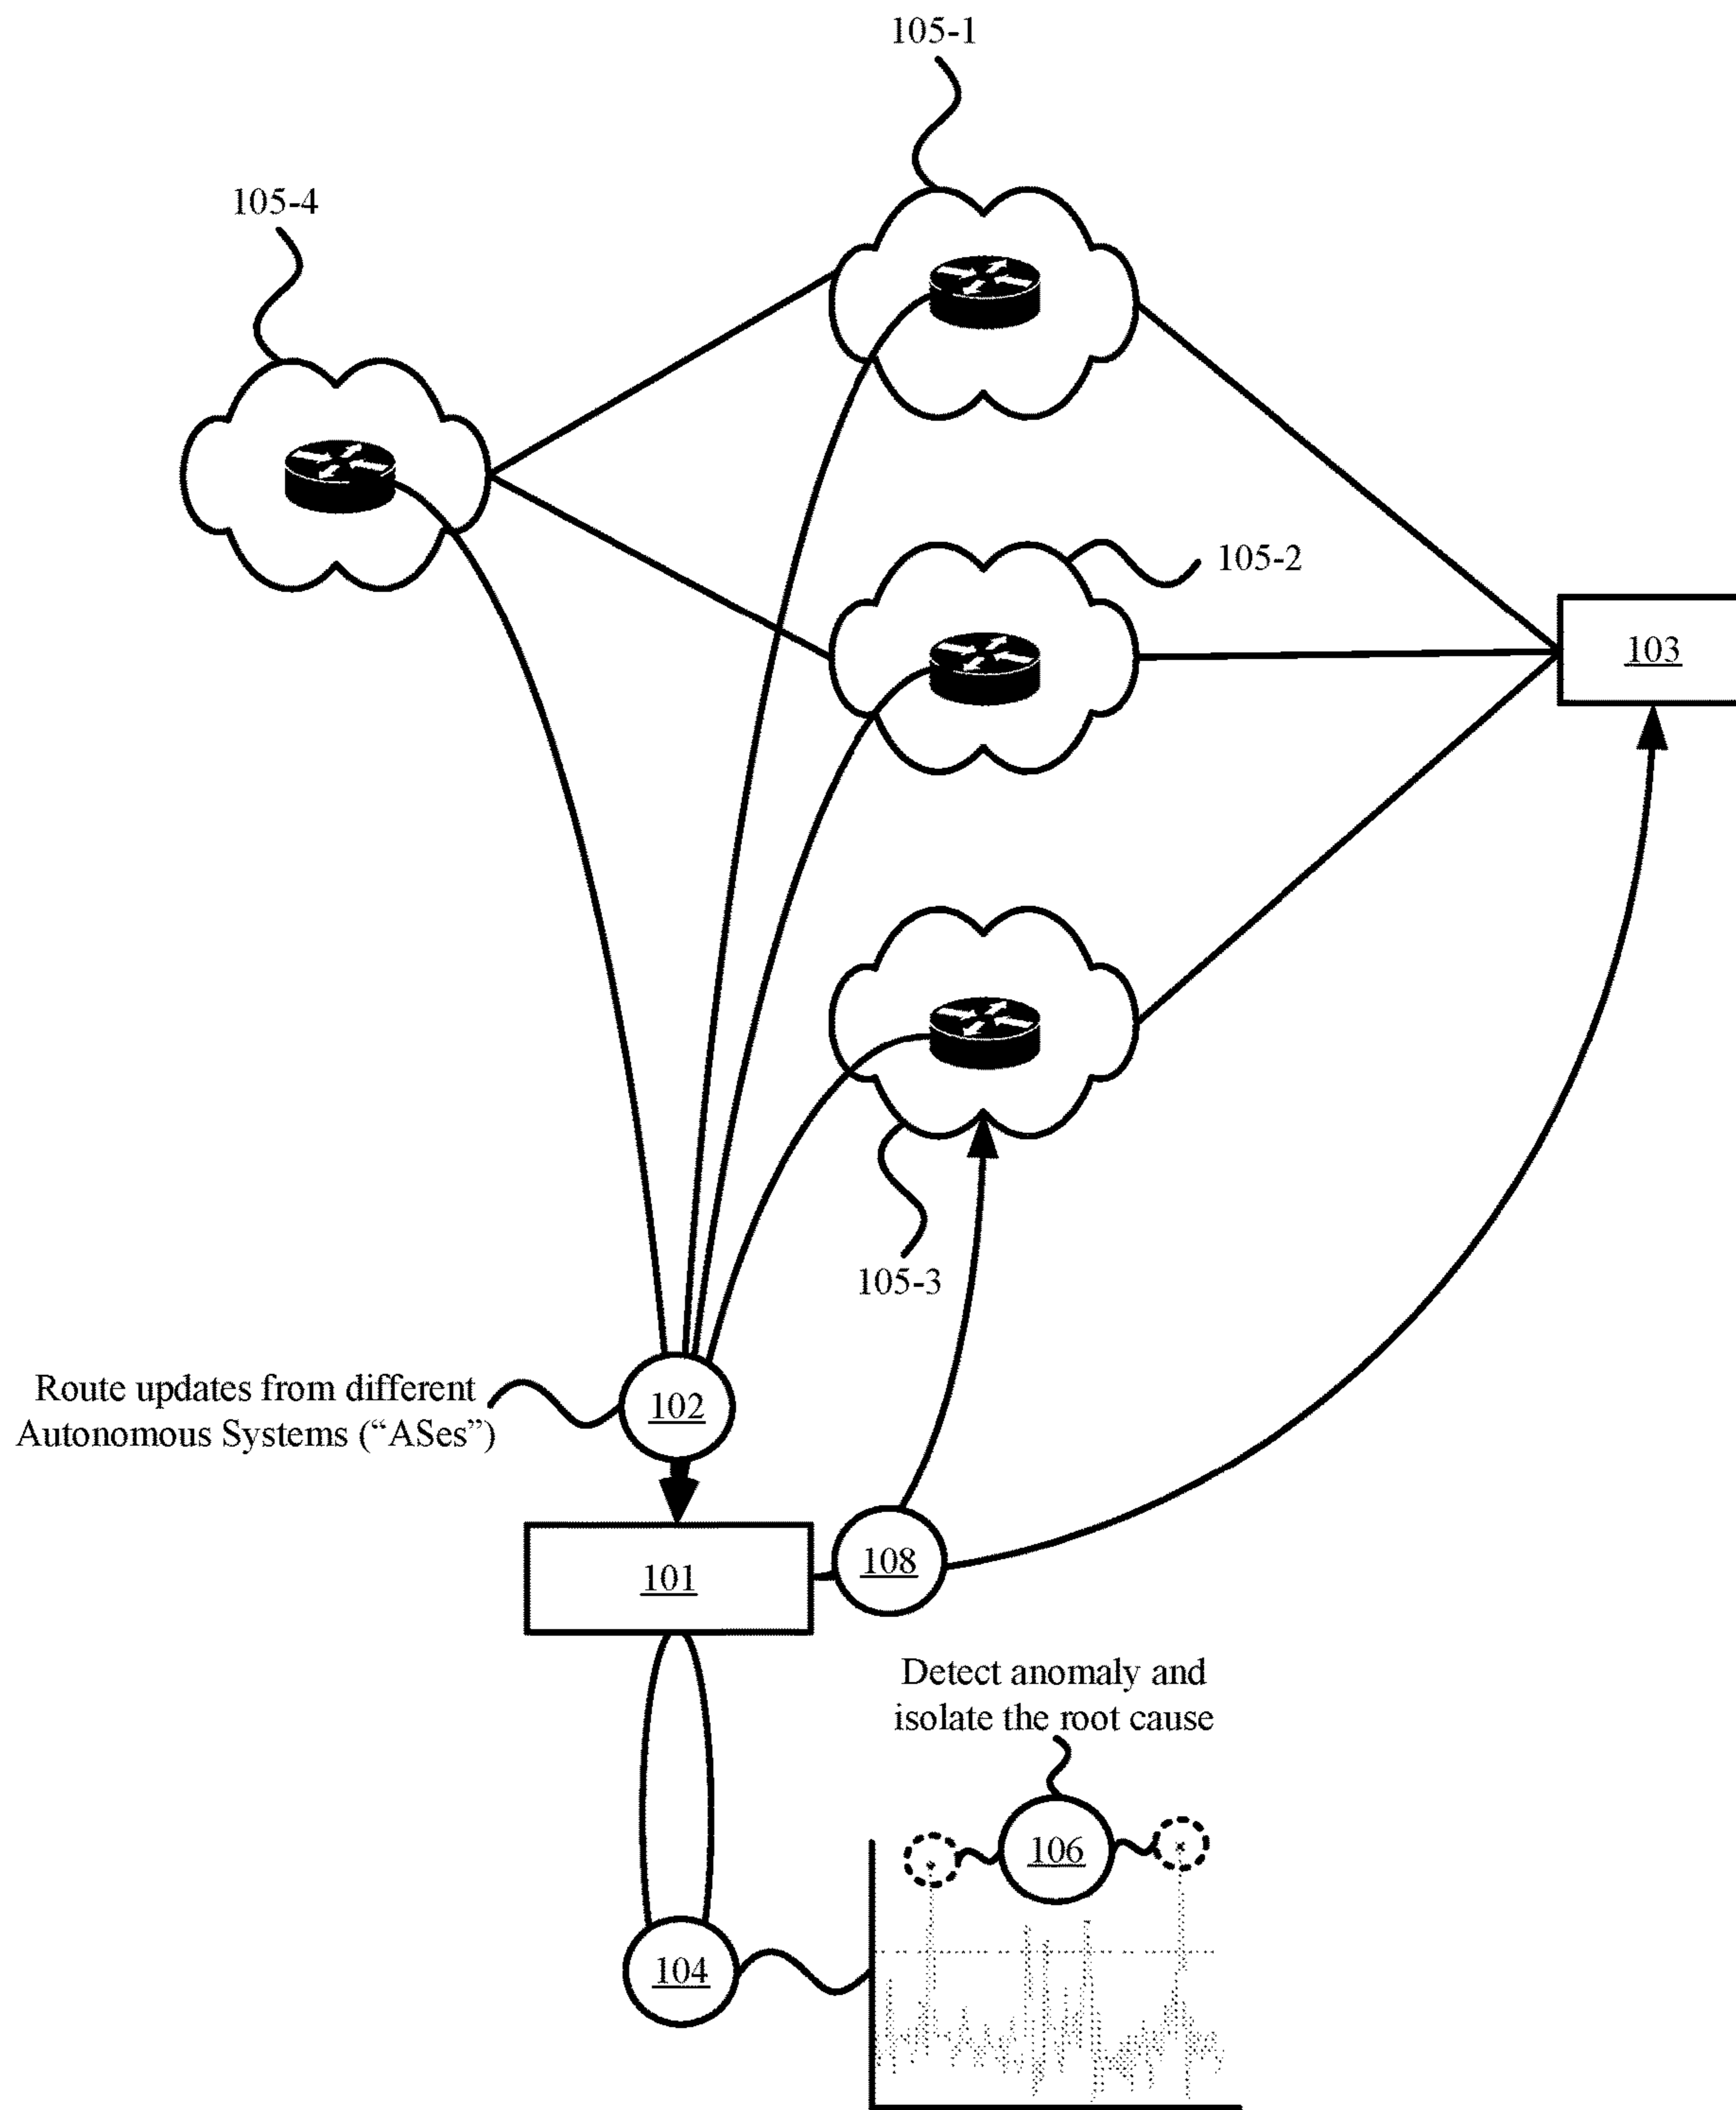 105-1
105-4
105-2
103
105-3
Route updates from different
Autonomous Systems (“ASes”)
102
101
108
Detect anomaly and
isolate the root cause
106
104